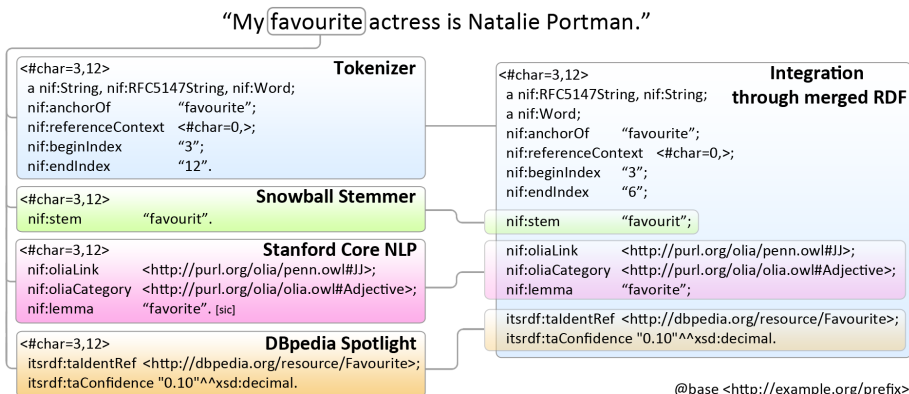 “My favourite actress is Natalie Portman.”
Tokenizer
<#char=3,12>
a nif:String, nif:RFC5147String, nif:Word;
nif:anchorOf “favourite”;
nif:referenceContext <#char=0,>;
nif:beginIndex “3”;
nif:endIndex “12”.
Snowball Stemmer
<#char=3,12>
nif:stem “favourit”.
Stanford Core NLP
<#char=3,12>
nif:oliaLink <http://purl.org/olia/penn.owl#JJ>;
nif:oliaCategory <http://purl.org/olia/olia.owl#Adjective>;
nif:lemma “favorite”. [sic]
DBpedia Spotlight
<#char=3,12>
itsrdf:taIdentRef <http://dbpedia.org/resource/Favourite>;
itsrdf:taConfidence "0.10"^^xsd:decimal.
Integration
through merged RDF
<#char=3,12>
a nif:RFC5147String, nif:String;
a nif:Word;
nif:anchorOf “favourite”;
nif:referenceContext <#char=0,>;
nif:beginIndex “3”;
nif:endIndex “6”;
nif:stem “favourit”;
nif:oliaLink <http://purl.org/olia/penn.owl#JJ>;
nif:oliaCategory <http://purl.org/olia/olia.owl#Adjective>;
nif:lemma “favorite”;
itsrdf:taIdentRef <http://dbpedia.org/resource/Favourite>;
itsrdf:taConfidence "0.10"^^xsd:decimal.
@base <http://example.org/prefix>